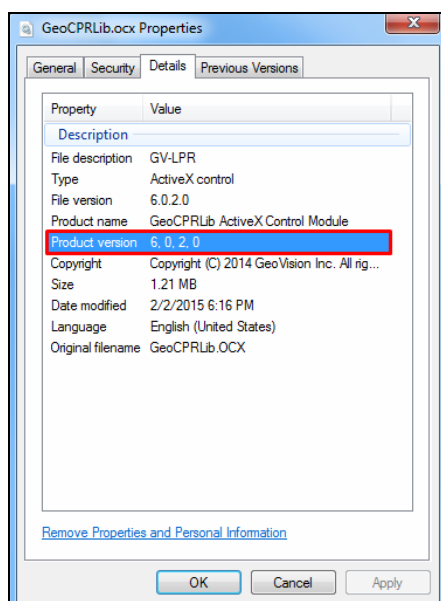 GeoCPRLib.ocx Properties
General Security Details Previous Versions
Property Value
Description
File description GV-LPR
Type ActiveX control
File version 6.0.2.0
Product name GeoCPRLib ActiveX Control Module
Product version 6, 0, 2, 0
Copyright Copyright (C) 2014 GeoVision Inc. All rig...
Size 1.21 MB
Date modified 2/2/2015 6:16 PM
Language English (United States)
Original filename GeoCPRLib.OCX
Remove Properties and Personal Information
OK Cancel Apply